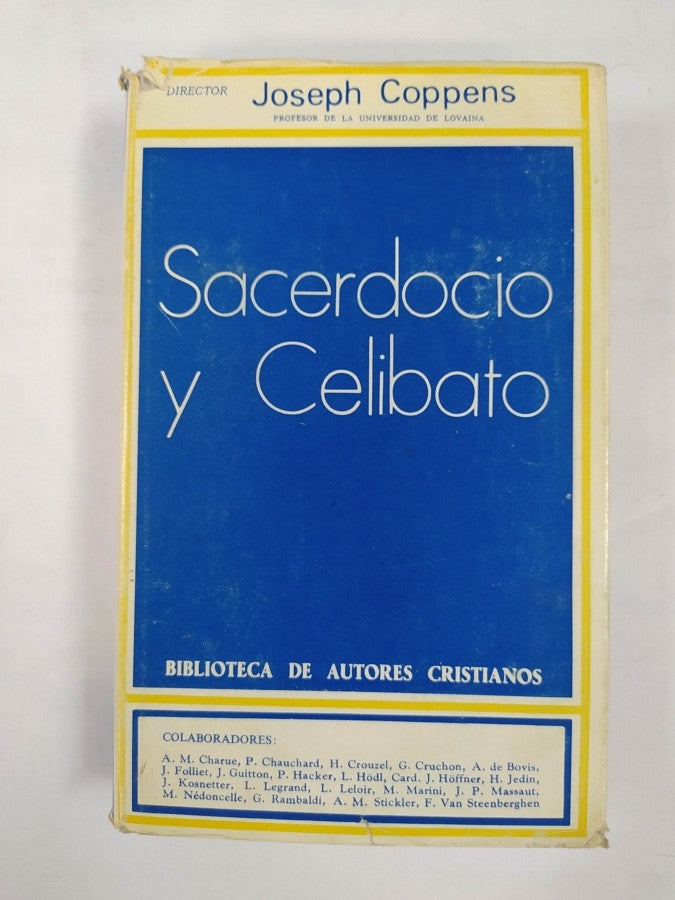 DIRECTOR Joseph Coppens
PROFESOR DE LA UNIVERSIDAD DE LOVAINA
Sacerdocio
y Celibato
BIBLIOTECA DE AUTORES CRISTIANOS
COLABORADORES:
A. M. Charue, P. Chauchard, H. Crouzel, G. Cruchon, A. de Bovis,
J. Folliet, J. Guitton, P. Hacker, L. Hödl, Card. J. Höffner, H. Jedin,
J. Kosnetter, L. Legrand, L. Leloir, M. Marini, J. P. Massaut,
M. Nédoncelle, G. Rambaldi, A. M. Stickler, F. Van Steenberghen